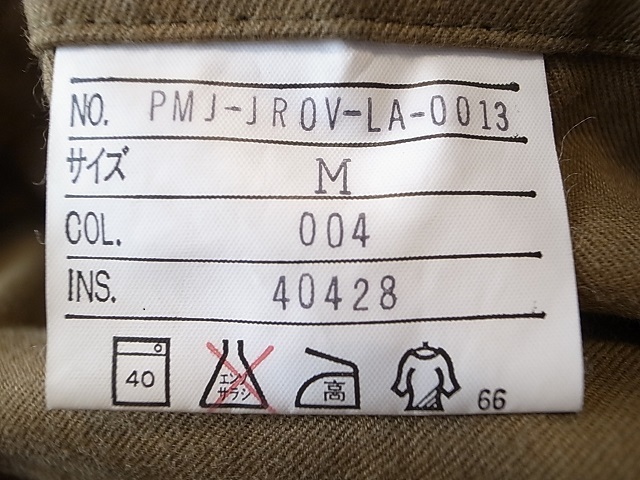 NO. PMJ-JROV-LA-0013
サイズ M
COL. 004
INS. 40428
40 エンソ サラシ 高 66